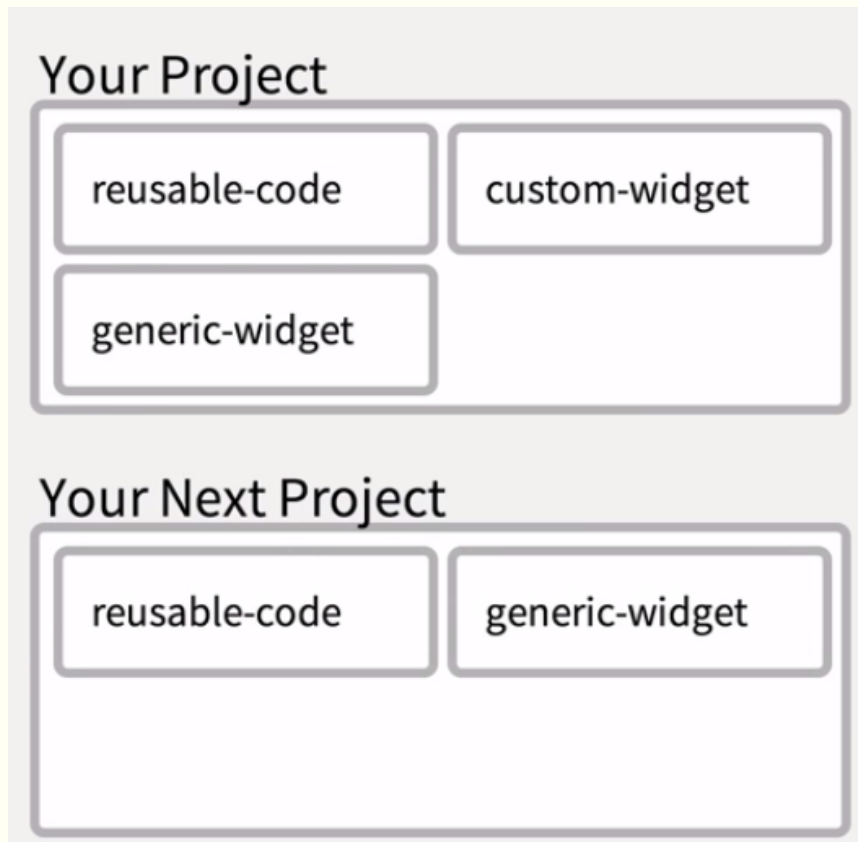 Your Project
reusable-code custom-widget
generic-widget
Your Next Project
reusable-code generic-widget